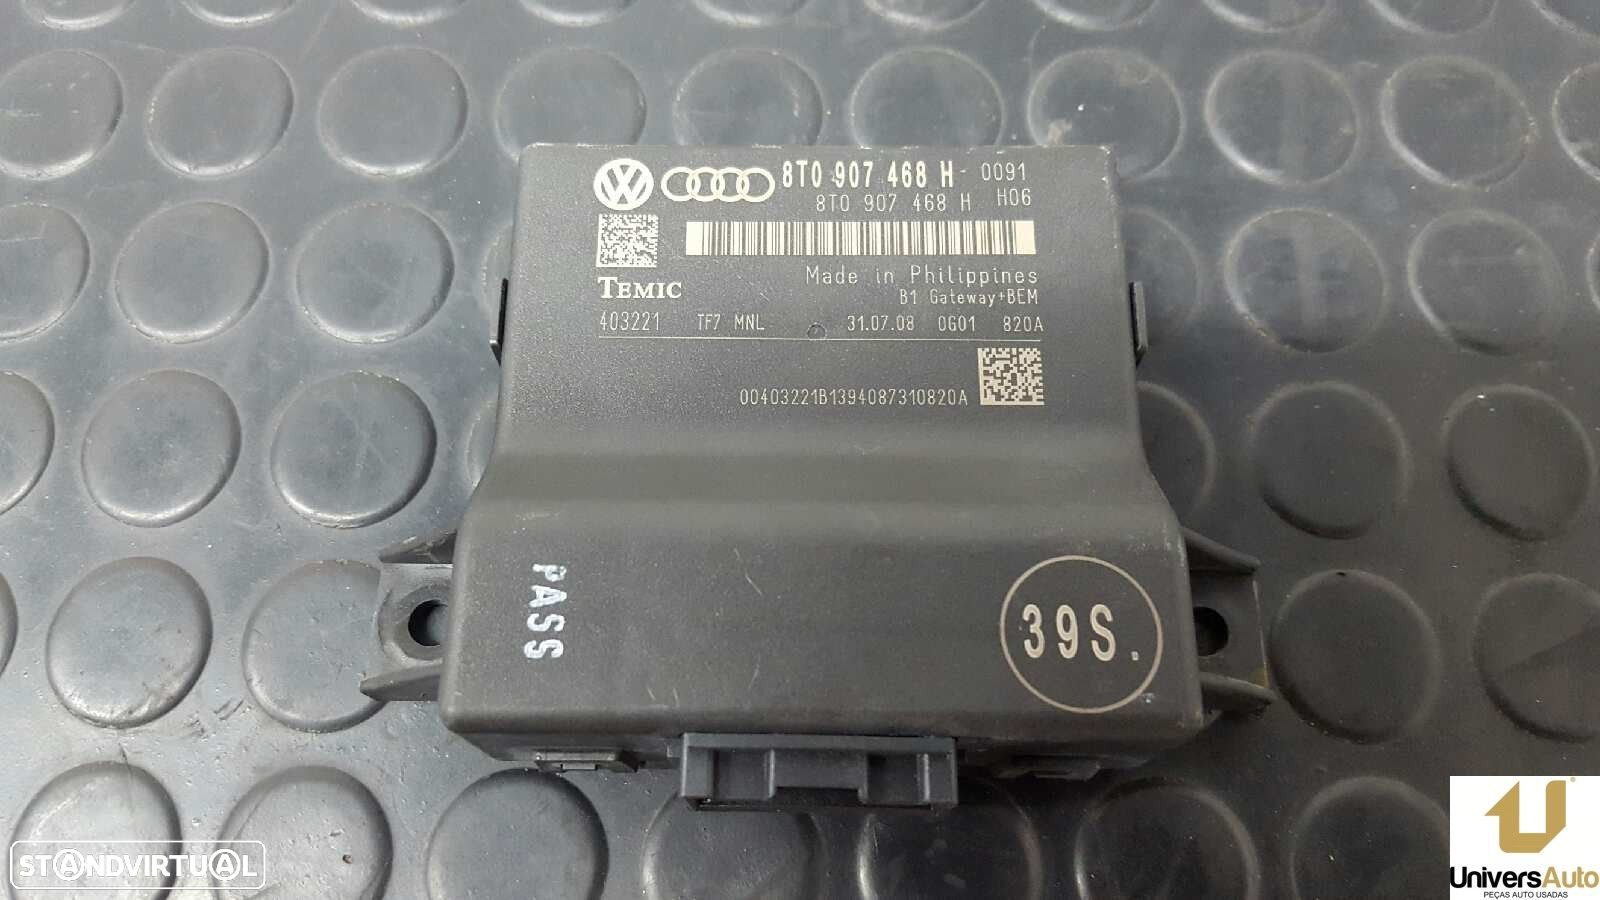 8T0 907 468 H - 0091
8T0 907 468 H H06
TEMIC
Made in Philippines
B1 Gateway+BEM
403221 TF7 MNL 31.07.08 0G01 820A
00403221B1394087310820A
PASS
39S.
STANDVIRTUAL
UNIVERSAUTO
PEÇAS AUTO USADAS